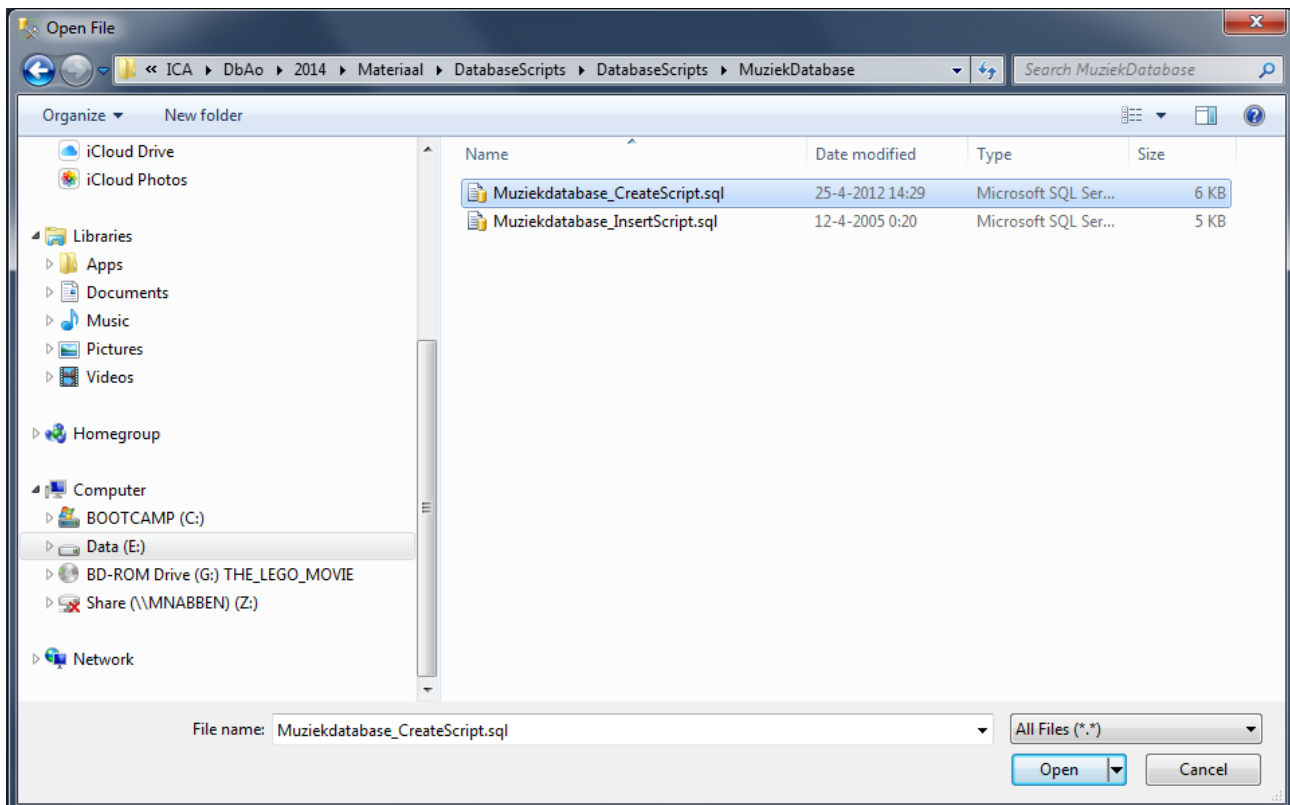 Open File
« ICA DbAo 2014 Materiaal DatabaseScripts DatabaseScripts MuziekDatabase Search MuziekDatabase
Organize New folder
iCloud Drive
iCloud Photos
Libraries
Apps
Documents
Music
Pictures
Videos
Homegroup
Computer
BOOTCAMP (C:)
Data (E:)
BD-ROM Drive (G:) THE_LEGO_MOVIE
Share (\\MNABBEN) (Z:)
Network
Name Date modified Type Size
Muziekdatabase_CreateScript.sql 25-4-2012 14:29 Microsoft SQL Ser... 6 KB
Muziekdatabase_InsertScript.sql 12-4-2005 0:20 Microsoft SQL Ser... 5 KB
File name: Muziekdatabase_CreateScript.sql All Files (*.*)
Open Cancel